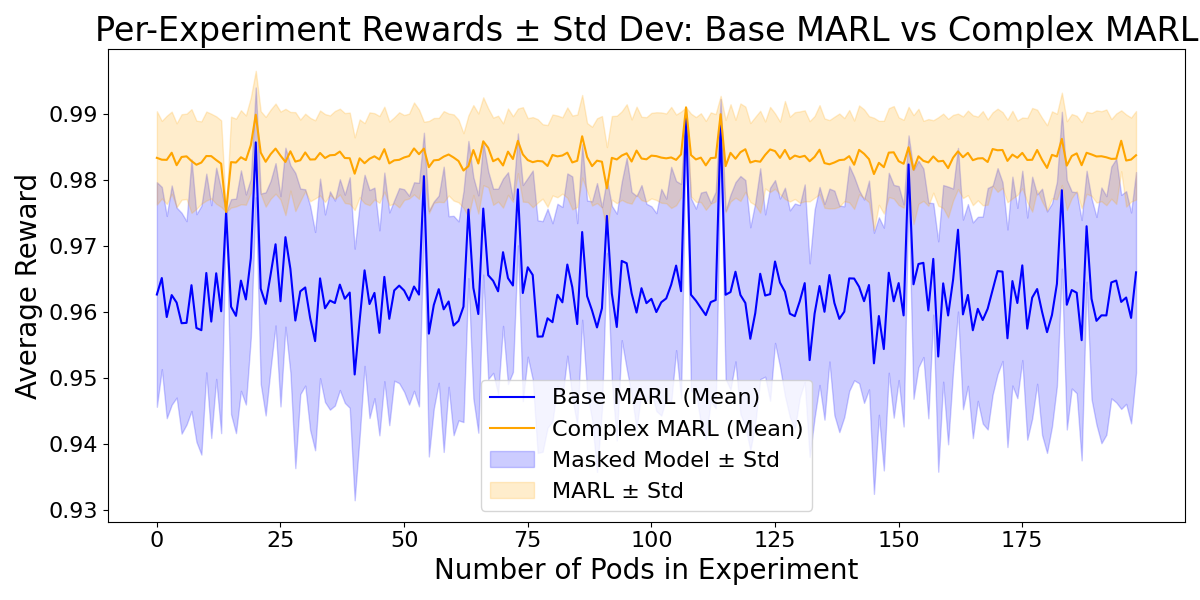 Per-Experiment Rewards ± Std Dev: Base MARL vs Complex MARL
Average Reward
0.99
0.98
0.97
0.96
0.95
0.94
0.93
Base MARL (Mean)
Complex MARL (Mean)
Masked Model ± Std
MARL ± Std
0 25 50 75 100 125 150 175
Number of Pods in Experiment